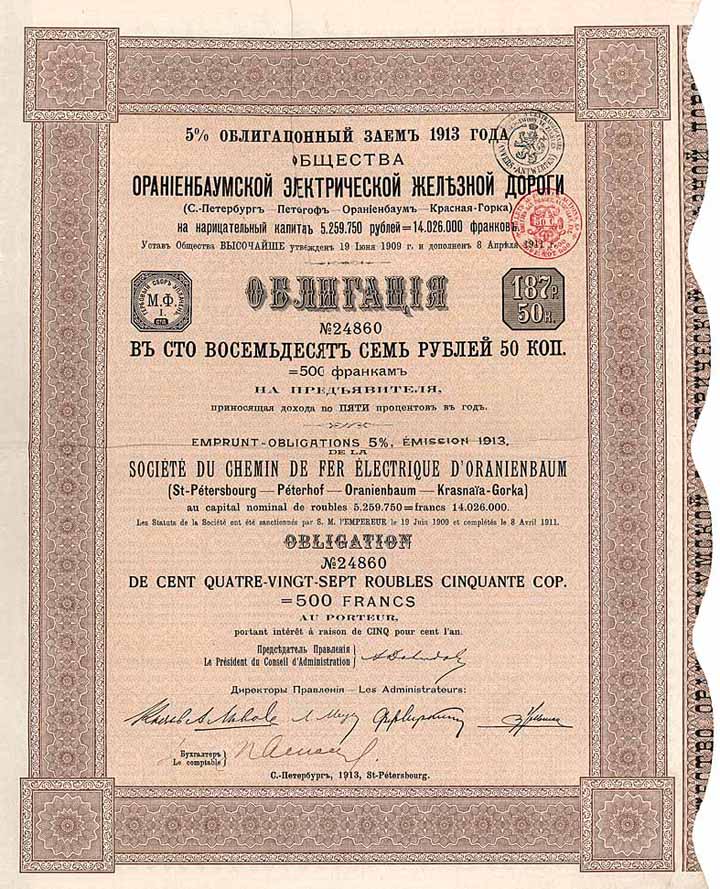 5% ОБЛИГАЦОННЫЙ ЗАЕМЪ 1913 ГОДА
ОБЩЕСТВА
ОРАНІЕНБАУМСКОЙ ЭЛЕКТРИЧЕСКОЙ ЖЕЛѢЗНОЙ ДОРОГИ
(С.-Петербургъ — Петергофъ — Ораніенбаумъ — Красная-Горка)
на нарицательный капиталъ 5.259.750 рублей = 14.026.000 франковъ.
Уставъ Общества ВЫСОЧАЙШЕ утвежденъ 19 Іюня 1909 г. и дополненъ 8 Апрѣля 1911 г.
ОБЛИГАЦІЯ
М.Ф.
I.
187 р.
50 к.
№24860
ВЪ СТО ВОСЕМЬДЕСЯТЪ СЕМЬ РУБЛЕЙ 50 КОП.
=500 франкамъ
НА ПРЕДЪЯВИТЕЛЯ,
приносящая дохода по ПЯТИ процентовъ въ годъ.
EMPRUNT-OBLIGATIONS 5%, ÉMISSION 1913,
DE LA
SOCIÉTÉ DU CHEMIN DE FER ÉLECTRIQUE D'ORANIENBAUM
(St-Pétersbourg — Péterhof — Oranienbaum — Krasnaïa-Gorka)
au capital nominal de roubles 5.259.750=francs 14.026.000.
Les Statuts de la Société ont été sanctionnés par S. M. l'EMPEREUR le 19 Juin 1909 et complétés le 8 Avril 1911.
OBLIGATION
№24860
DE CENT QUATRE-VINGT-SEPT ROUBLES CINQUANTE COP.
=500 FRANCS
AU PORTEUR,
portant intérêt à raison de CINQ pour cent l'an.
Предсѣдатель Правленія
Le Président du Conseil d'Administration
Директоры Правленія — Les Administrateurs:
Бухгалтеръ
Le comptable
С.-Петербургъ, 1913, St-Pétersbourg.